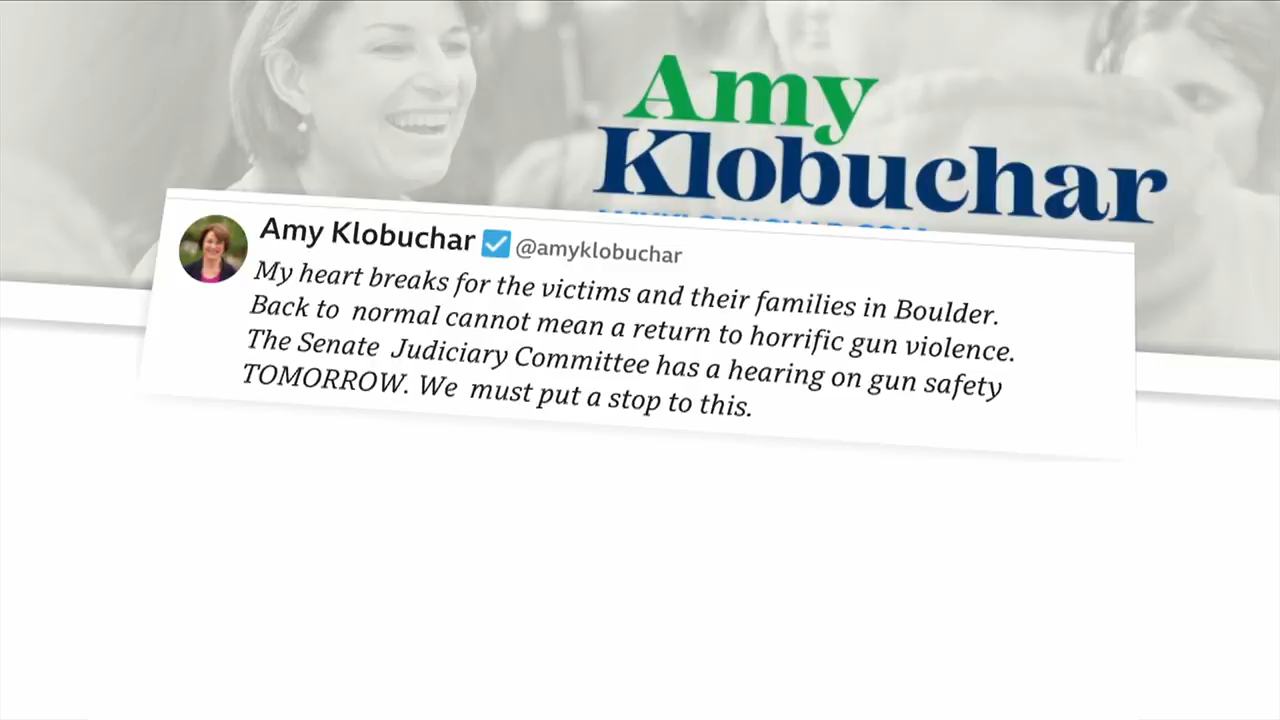 Amy
Klobuchar
Amy Klobuchar @amyklobuchar
My heart breaks for the victims and their families in Boulder.
Back to normal cannot mean a return to horrific gun violence.
The Senate Judiciary Committee has a hearing on gun safety
TOMORROW. We must put a stop to this.